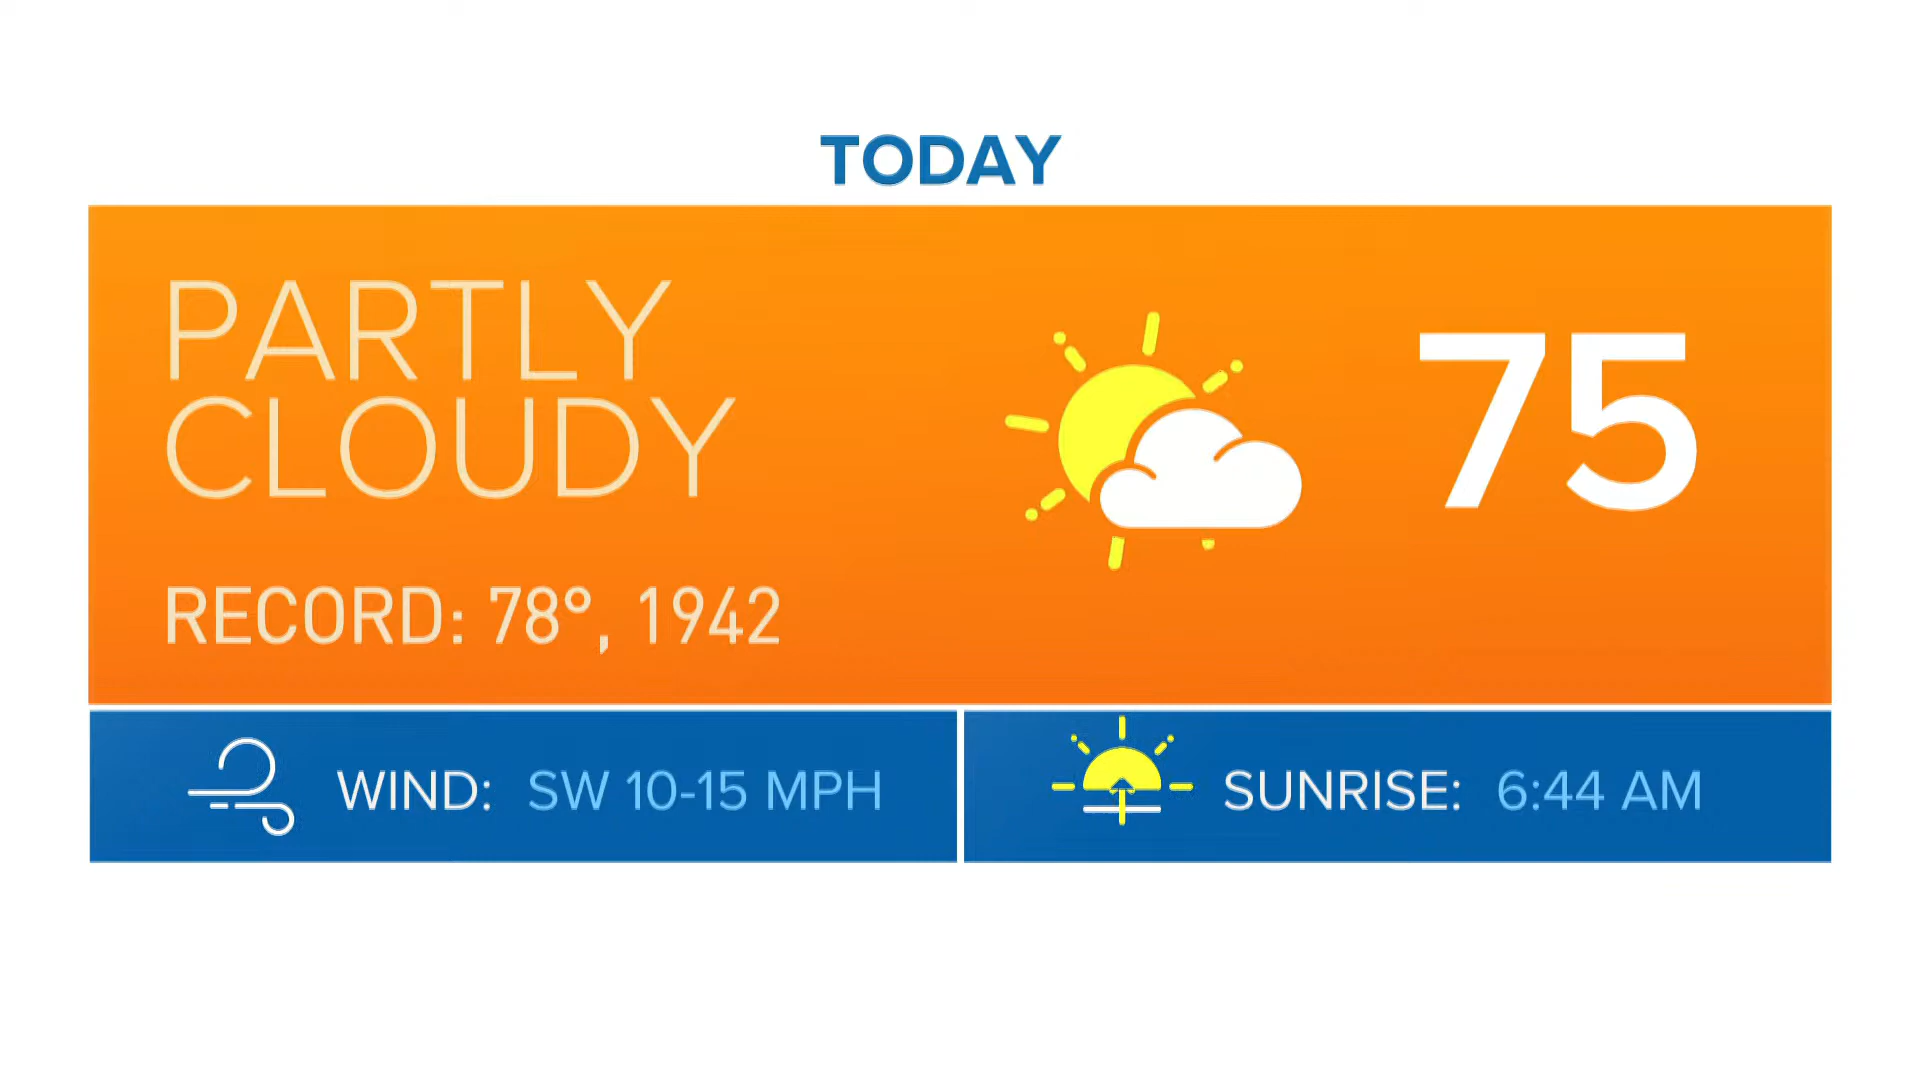 TODAY
PARTLY
CLOUDY
75
RECORD: 78°, 1942
WIND: SW 10-15 MPH
SUNRISE: 6:44 AM